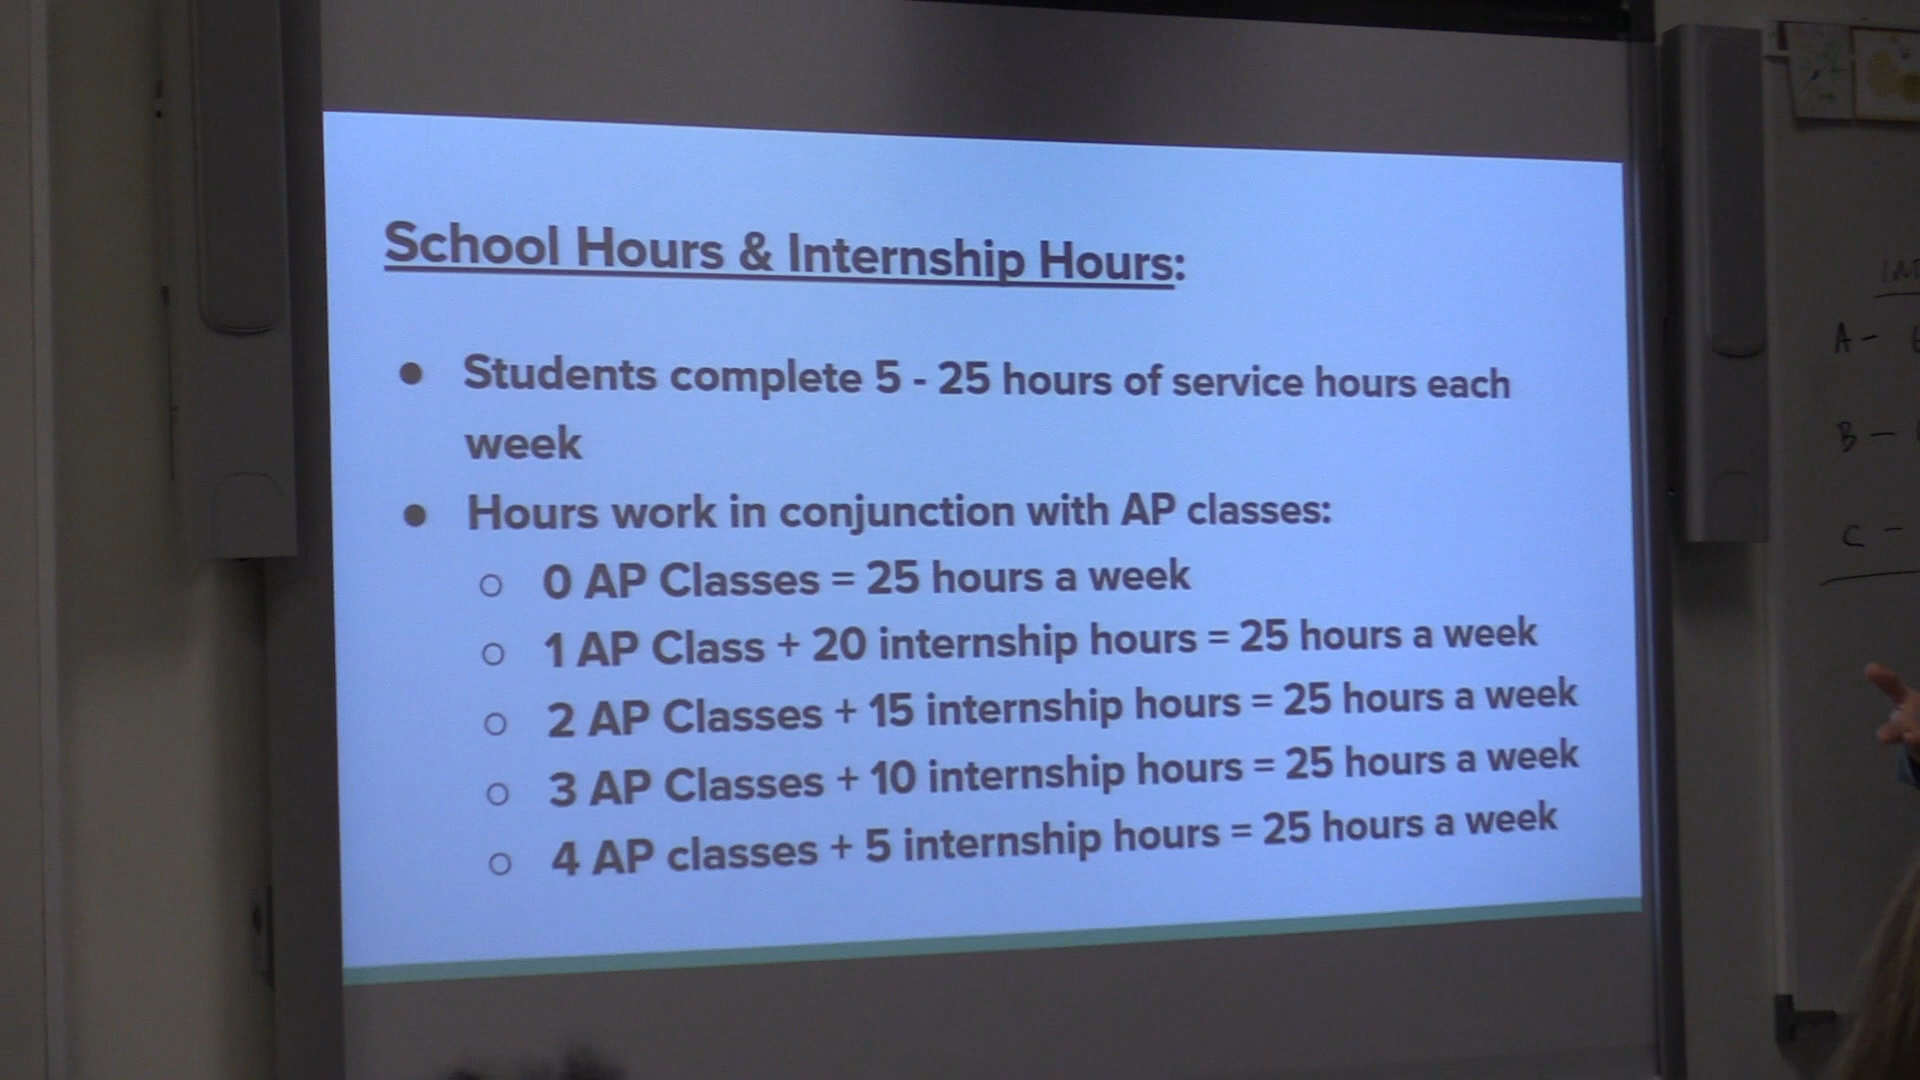 School Hours & Internship Hours:
● Students complete 5 - 25 hours of service hours each
week
● Hours work in conjunction with AP classes:
○ 0 AP Classes = 25 hours a week
○ 1 AP Class + 20 internship hours = 25 hours a week
○ 2 AP Classes + 15 internship hours = 25 hours a week
○ 3 AP Classes + 10 internship hours = 25 hours a week
○ 4 AP classes + 5 internship hours = 25 hours a week
A -
B -
C -